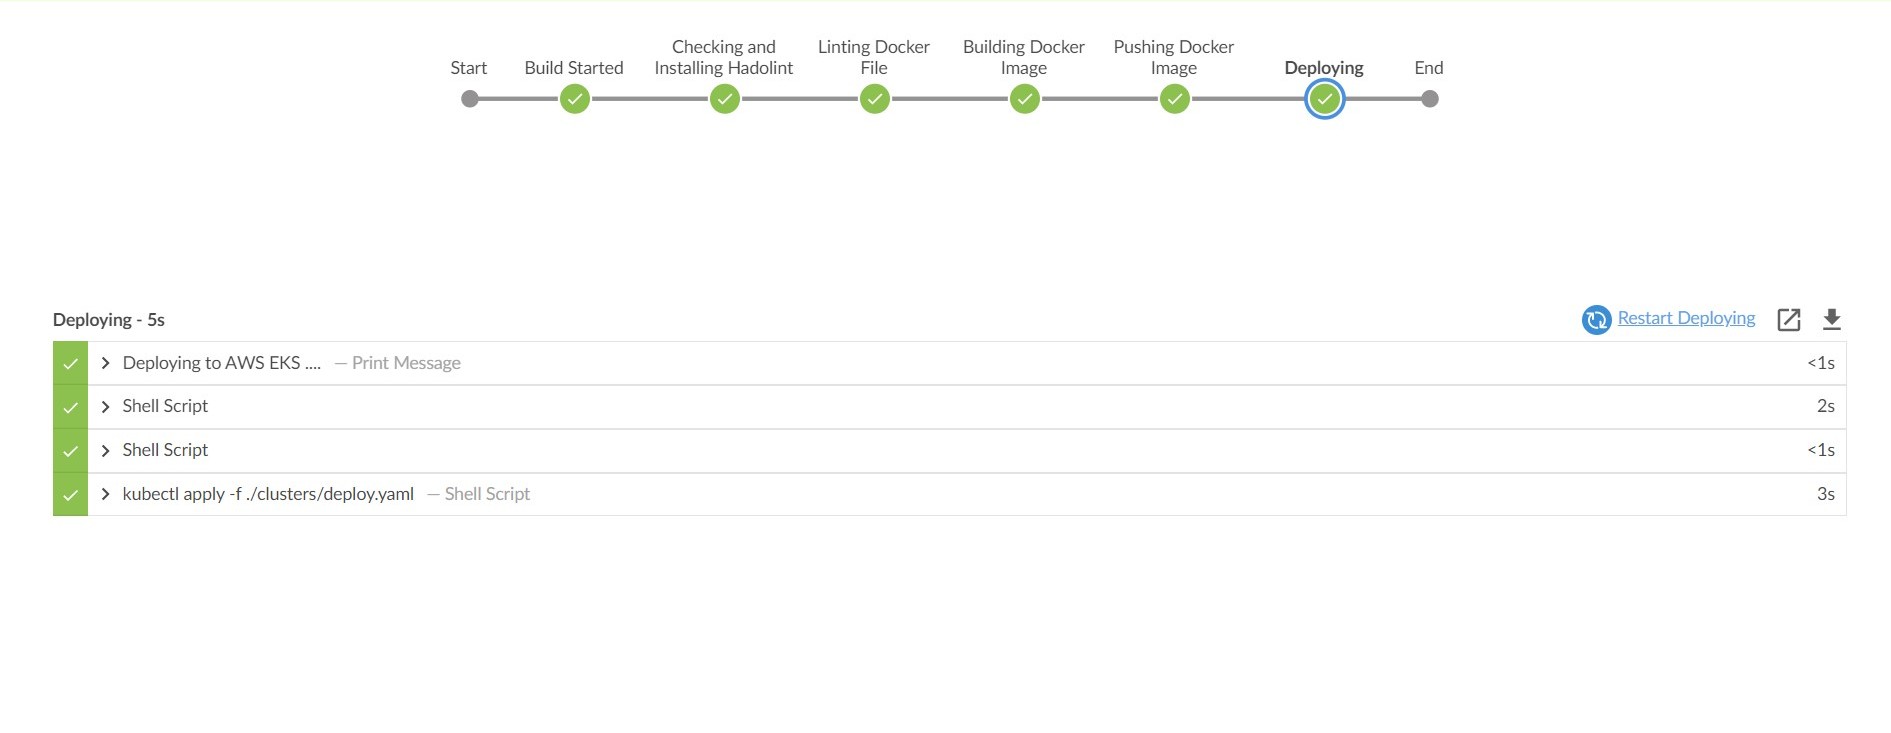 Start
Build Started
Checking and
Installing Hadolint
Linting Docker
File
Building Docker
Image
Pushing Docker
Image
Deploying
End
Deploying - 5s
Restart Deploying
Deploying to AWS EKS .... — Print Message <1s
Shell Script 2s
Shell Script <1s
kubectl apply -f ./clusters/deploy.yaml — Shell Script 3s